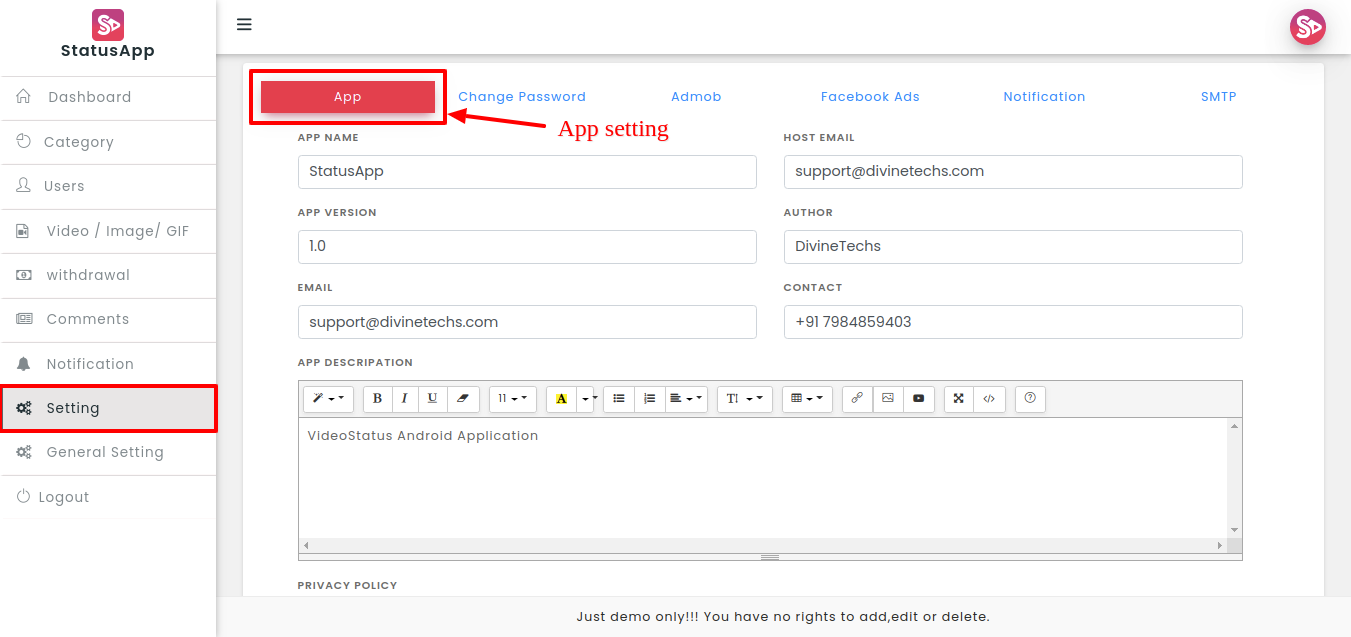 StatusApp
Dashboard
Category
Users
Video / Image/ GIF
withdrawal
Comments
Notification
Setting
General Setting
Logout
App
Change Password
Admob
Facebook Ads
Notification
SMTP
App setting
APP NAME
HOST EMAIL
StatusApp
support@divinetechs.com
APP VERSION
AUTHOR
1.0
DivineTechs
EMAIL
CONTACT
support@divinetechs.com
+91 7984859403
APP DESCRIPATION
B I U 11 A TI </> ?
VideoStatus Android Application
PRIVACY POLICY
Just demo only!!! You have no rights to add,edit or delete.